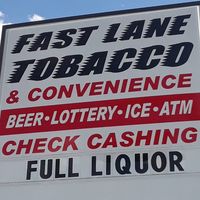 FAST LANE
TOBACCO
& CONVENIENCE
BEER • LOTTERY • ICE • ATM
CHECK CASHING
FULL LIQUOR